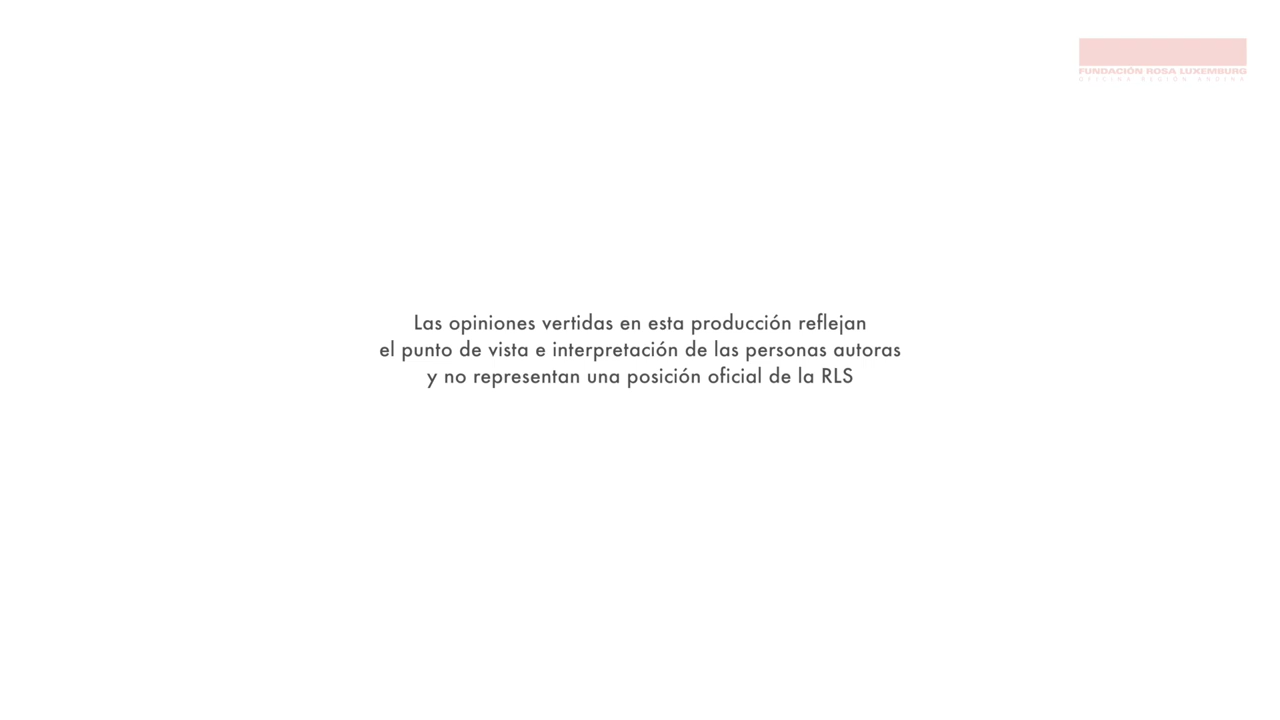 FUNDACIÓN ROSA LUXEMBURG
OFICINA REGIÓN ANDINA
Las opiniones vertidas en esta producción reflejan
el punto de vista e interpretación de las personas autoras
y no representan una posición oficial de la RLS